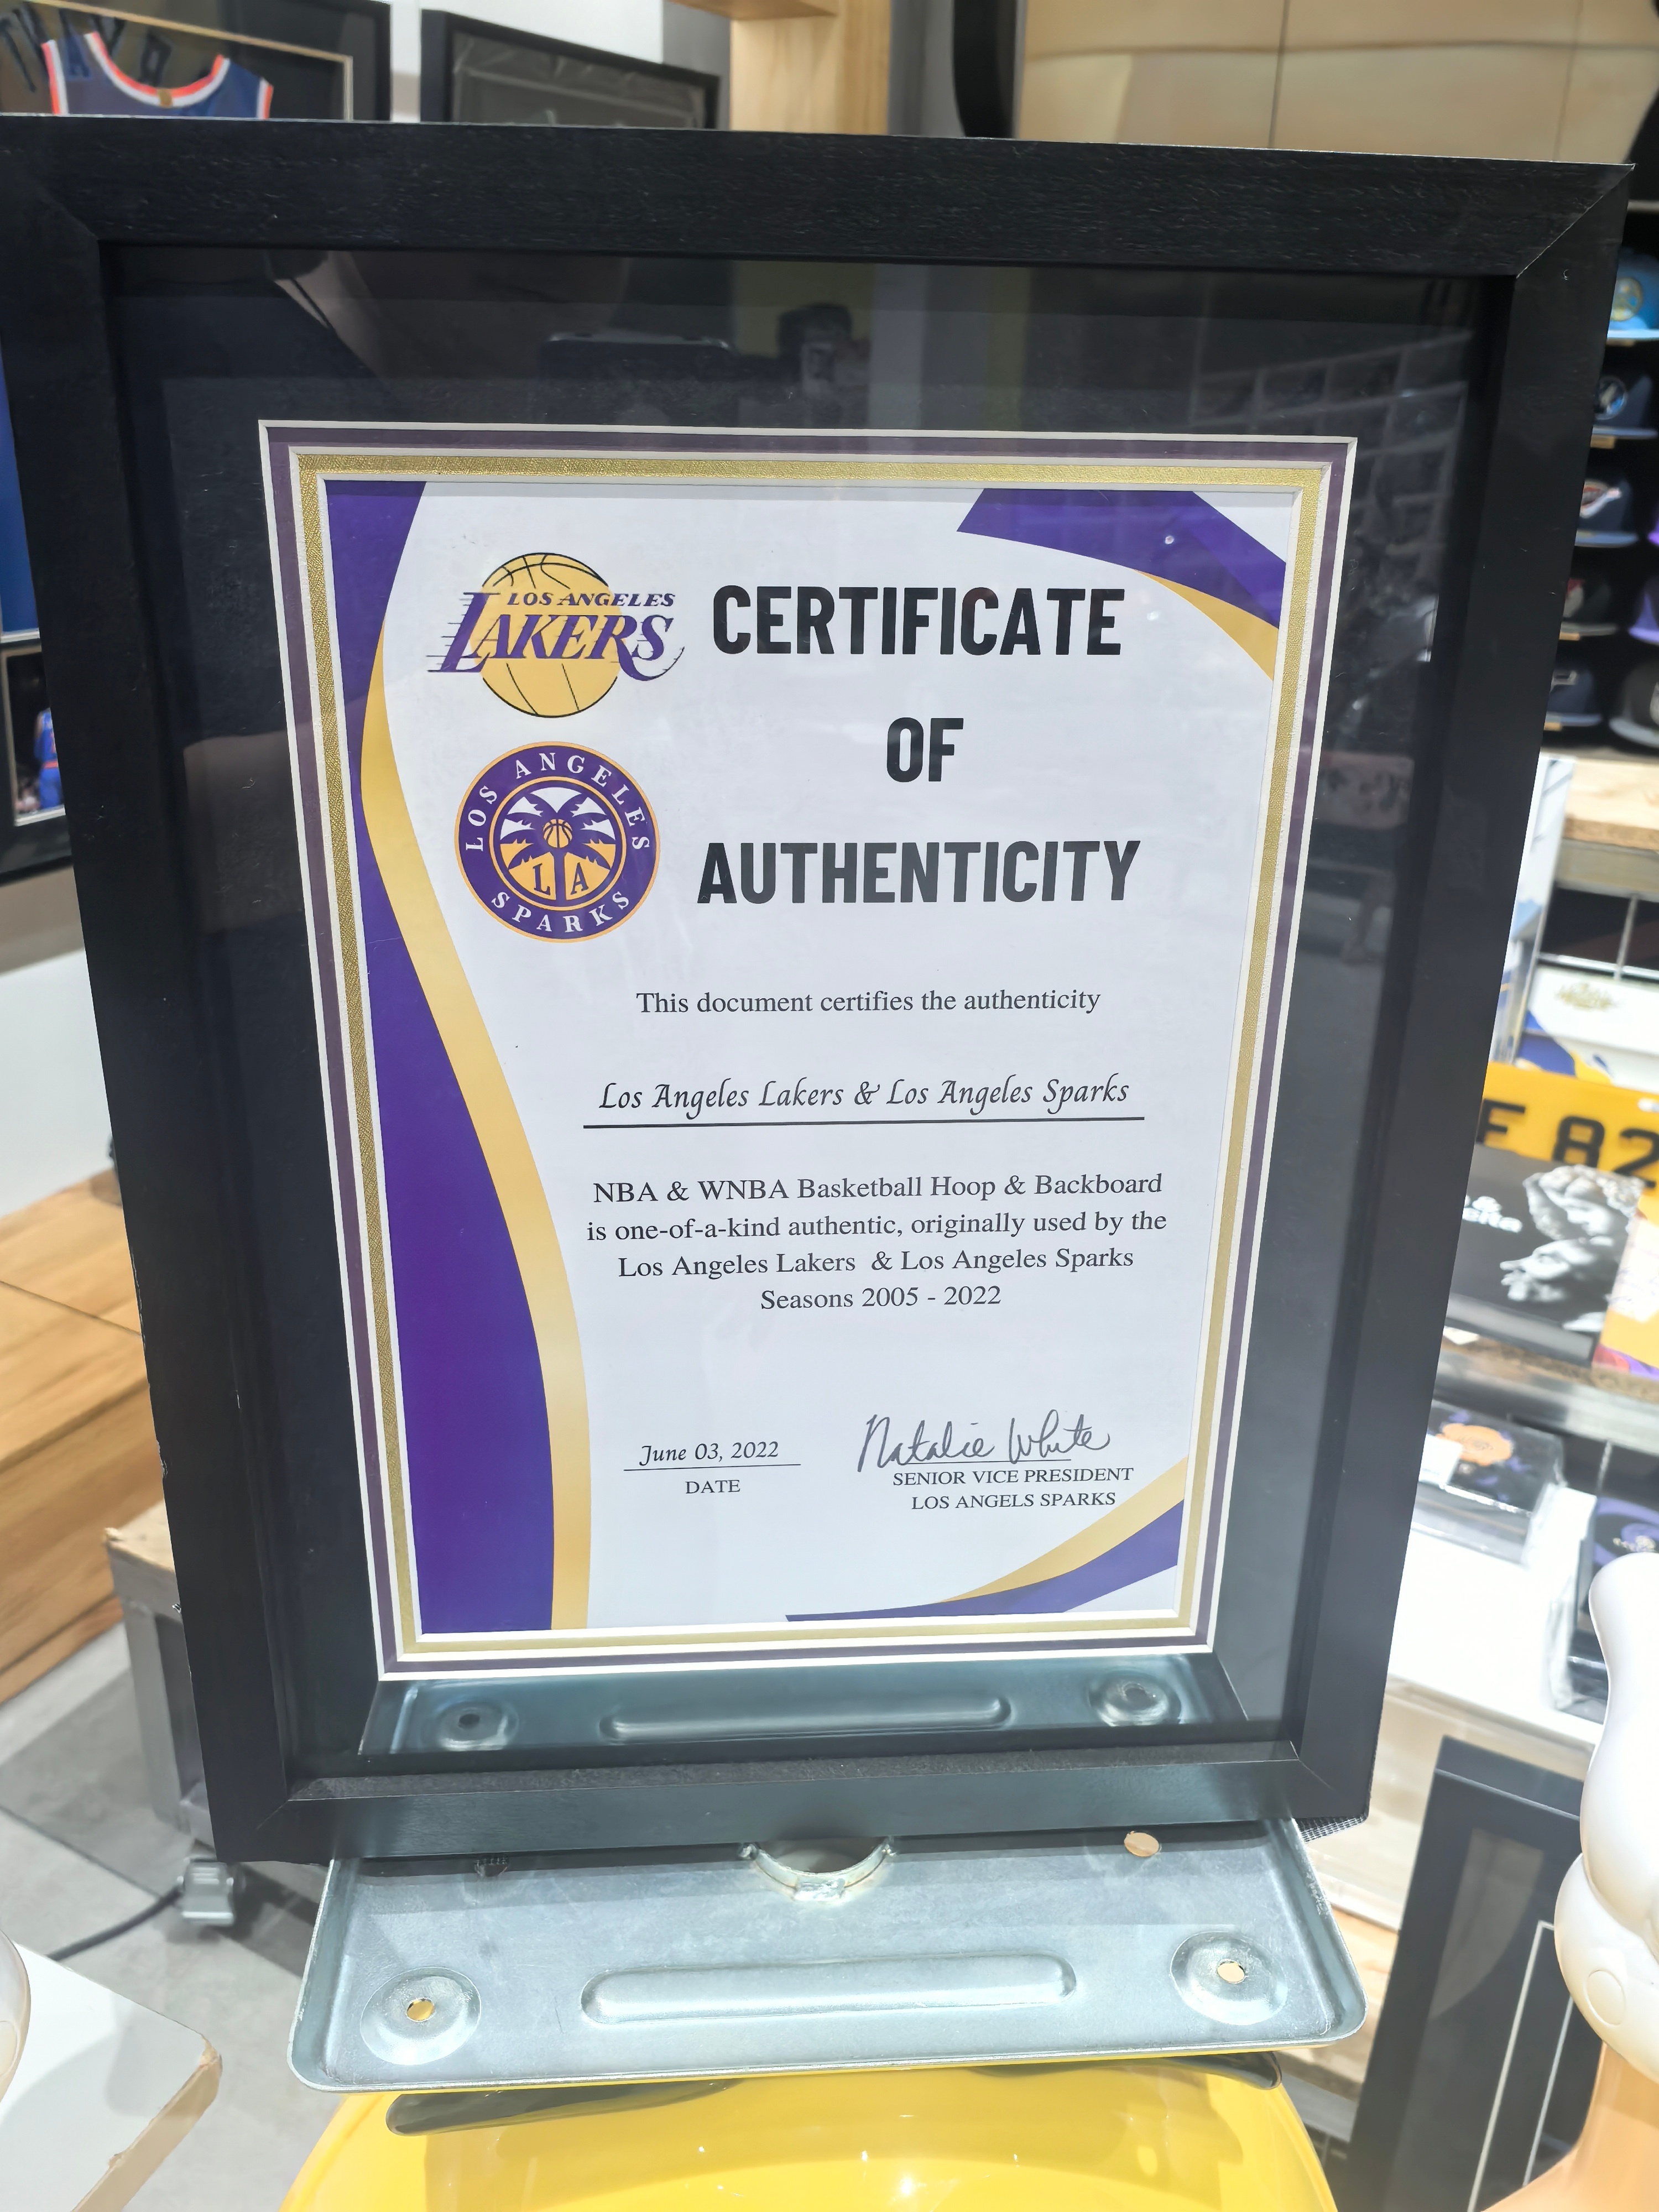 LOS ANGELES
LAKERS
CERTIFICATE
OF
AUTHENTICITY
LOS ANGELES
LA
SPARKS
This document certifies the authenticity
Los Angeles Lakers & Los Angeles Sparks
NBA & WNBA Basketball Hoop & Backboard
is one-of-a-kind authentic, originally used by the
Los Angeles Lakers & Los Angeles Sparks
Seasons 2005 - 2022
June 03, 2022
DATE
Natalie White
SENIOR VICE PRESIDENT
LOS ANGELS SPARKS
F 82